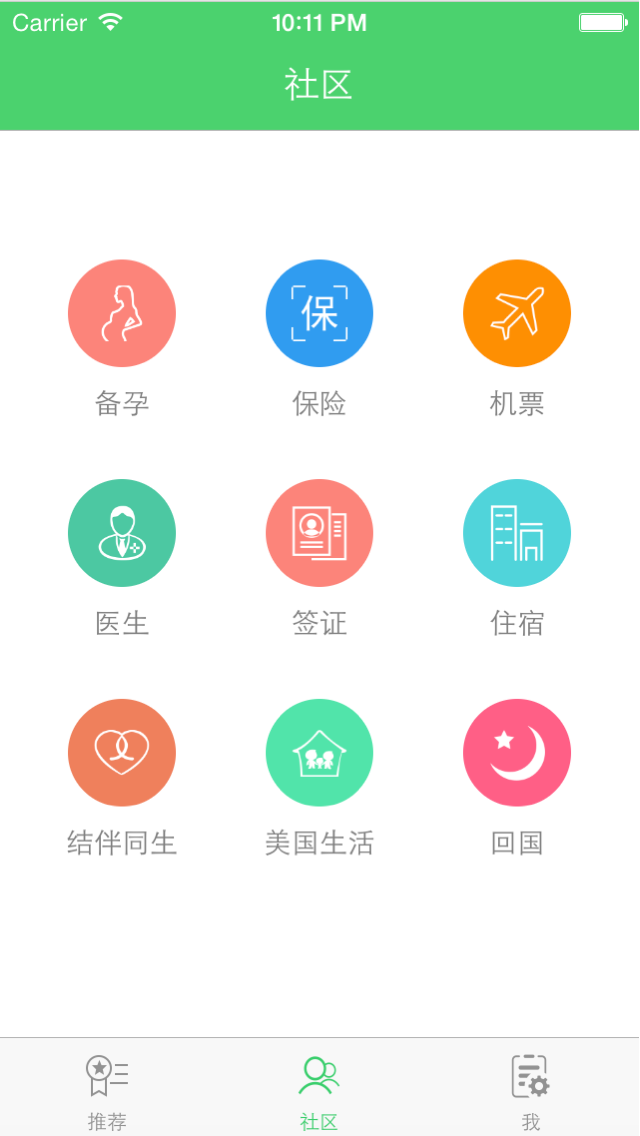 Carrier 10:11 PM
社区
保
备孕 保险 机票
医生 签证 住宿
结伴同生 美国生活 回国
推荐 社区 我